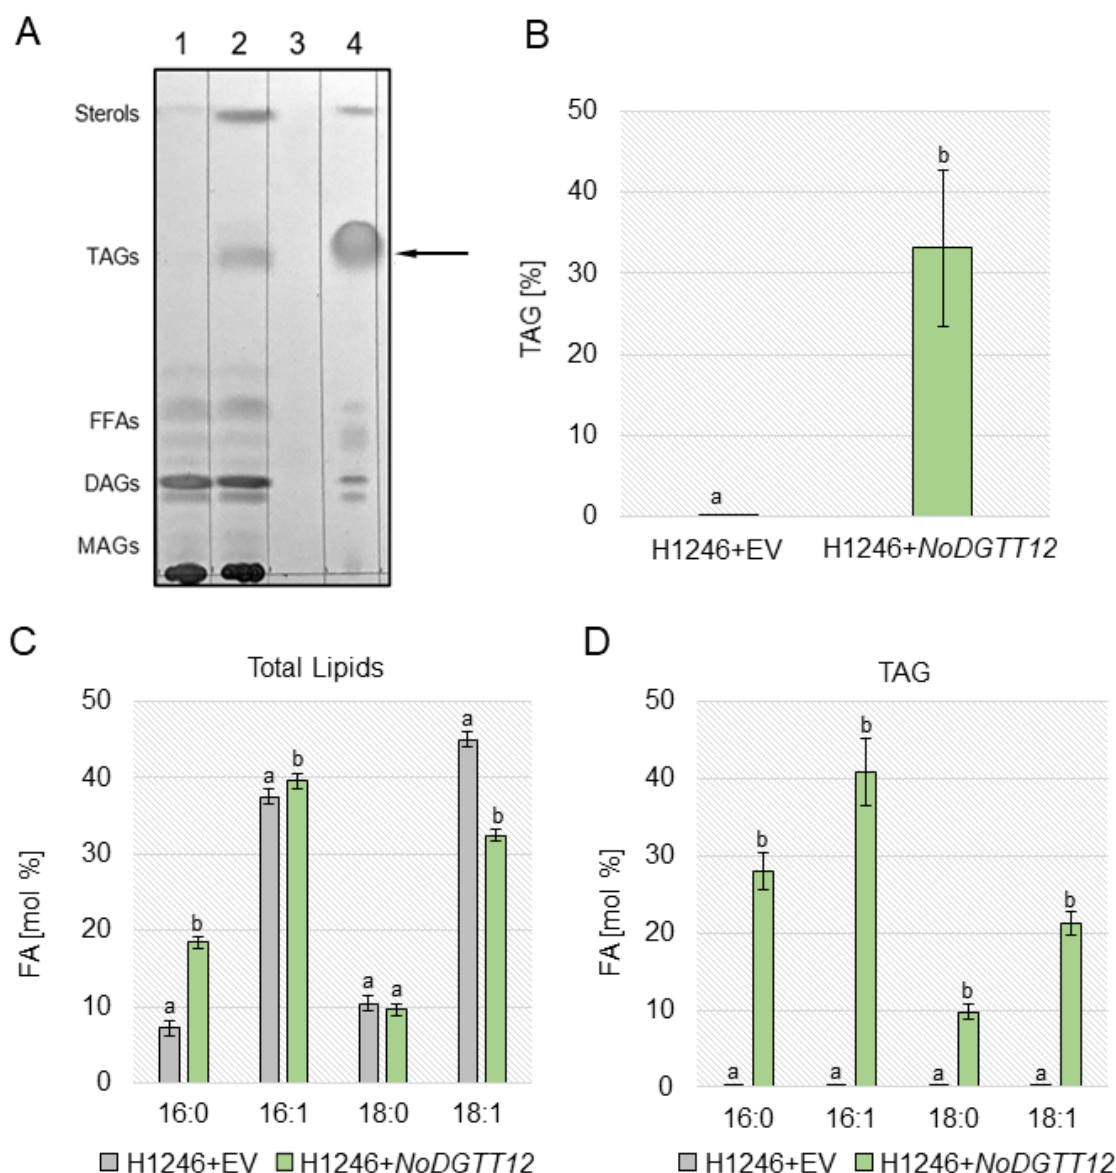 A
1 2 3 4
Sterols
TAGs
FFAs
DAGs
MAGs
B
50
40
30
20
10
0
TAG [%]
a
b
H1246+EV H1246+NoDGTT12
C
Total Lipids
50
40
30
20
10
0
FA [mol %]
a b
a b
a a
a b
16:0 16:1 18:0 18:1
H1246+EV H1246+NoDGTT12
D
TAG
50
40
30
20
10
0
FA [mol %]
a b
a b
a b
a b
16:0 16:1 18:0 18:1
H1246+EV H1246+NoDGTT12